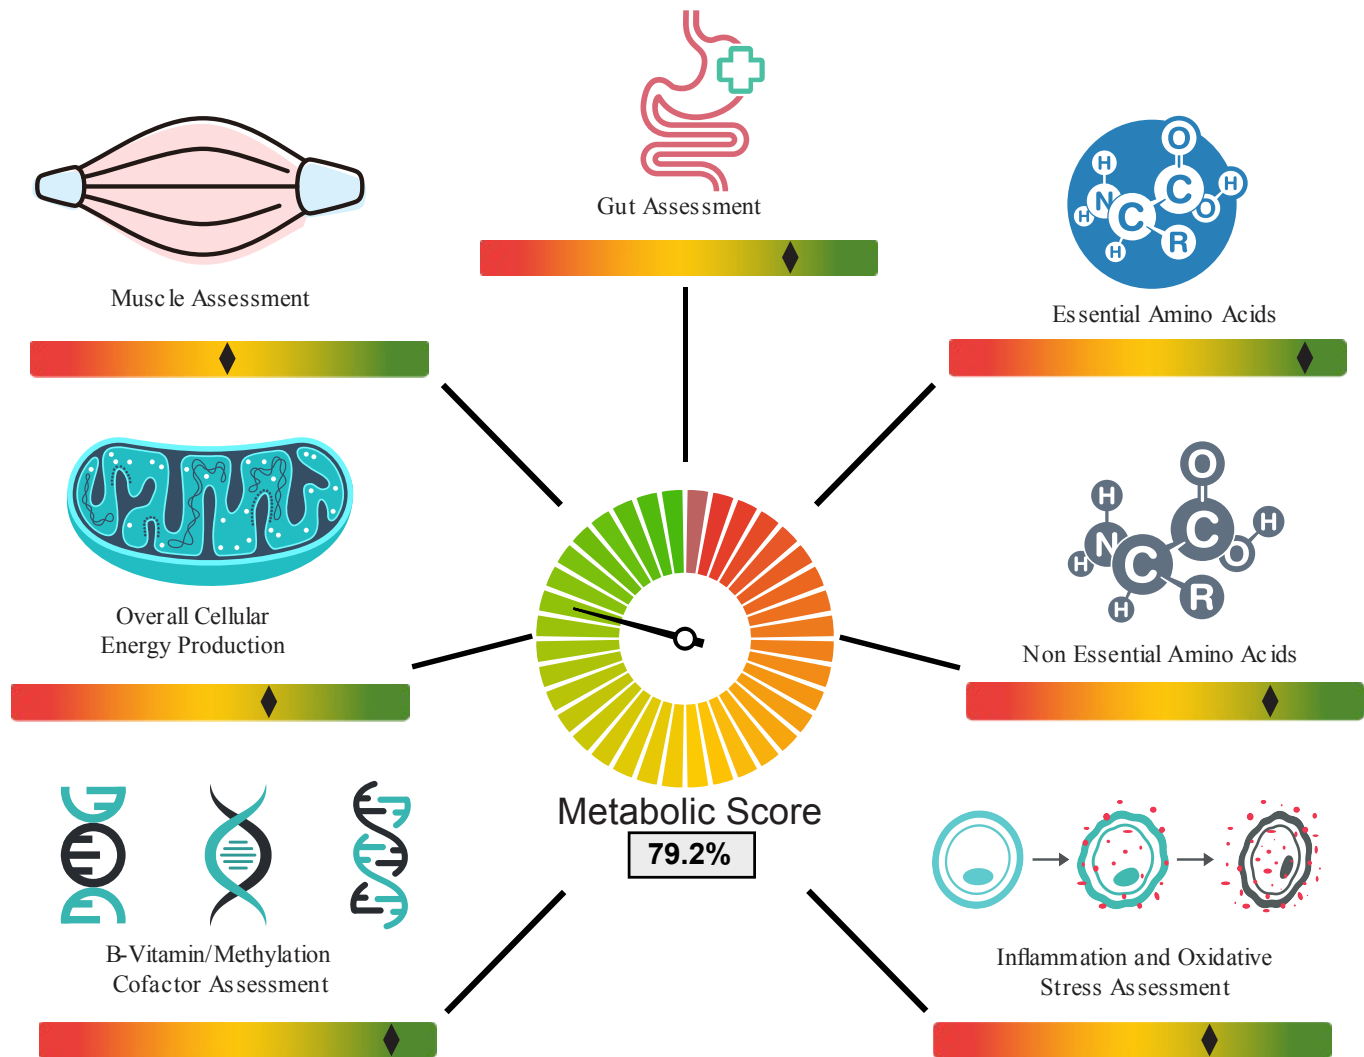 Gut Assessment
Muscle Assessment
Essential Amino Acids
O
H
H
N
C
C
O
H
H
R
Overall Cellular
Energy Production
Non Essential Amino Acids
O
H
H
N
C
C
O
H
H
R
Metabolic Score
79.2%
B-Vitamin/Methylation
Cofactor Assessment
Inflammation and Oxidative
Stress Assessment